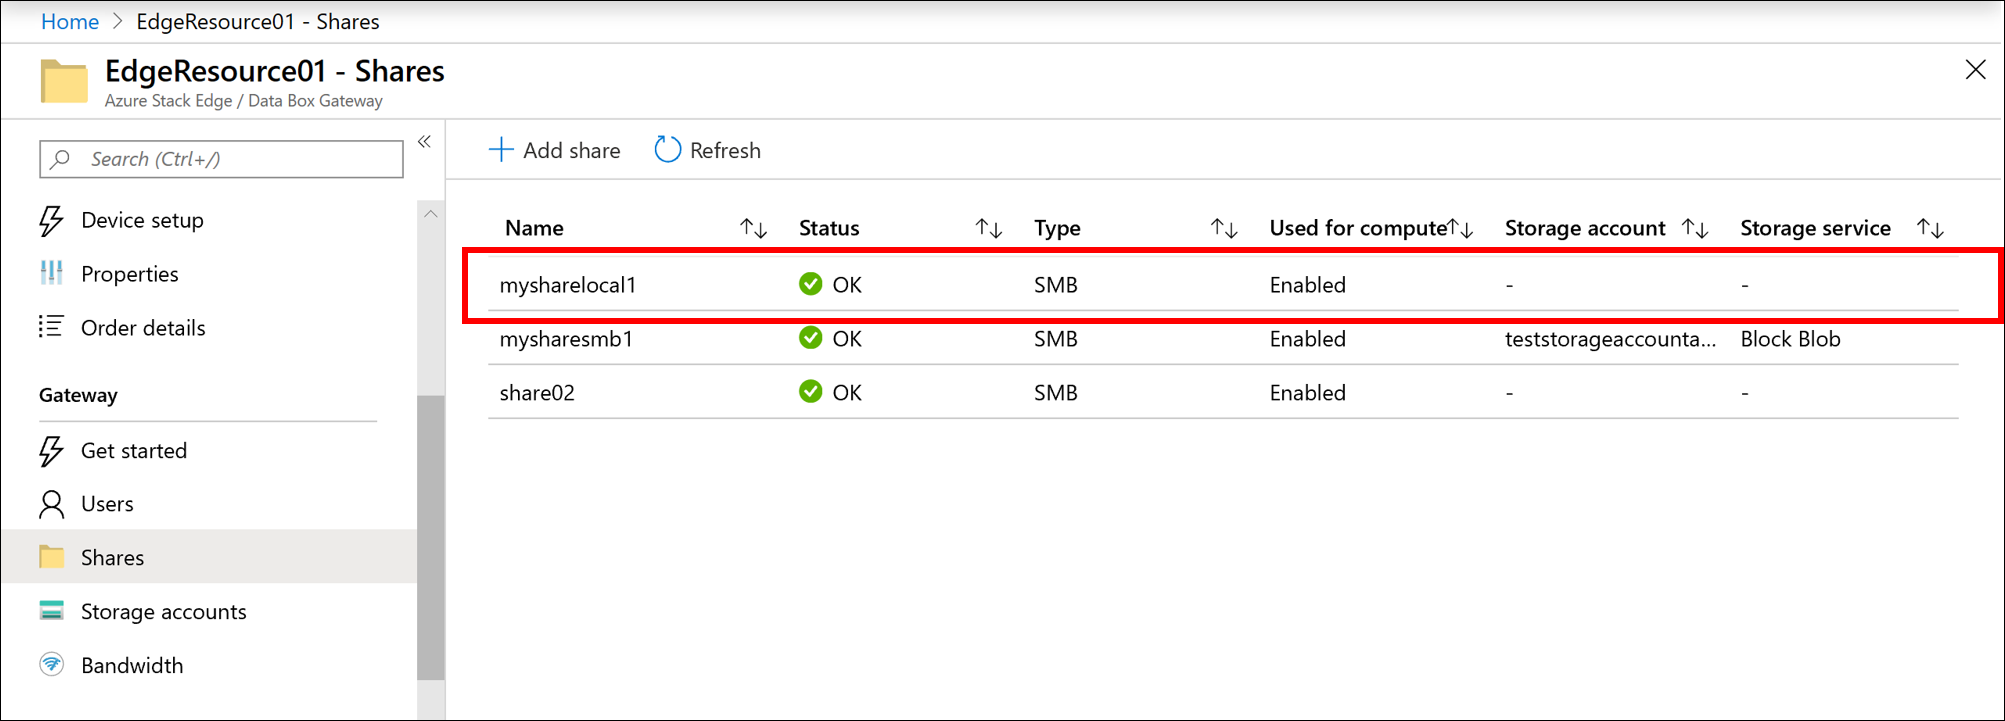 Home > EdgeResource01 - Shares
EdgeResource01 - Shares
Azure Stack Edge / Data Box Gateway
Search (Ctrl+/)
Device setup
Properties
Order details
Gateway
Get started
Users
Shares
Storage accounts
Bandwidth
Add share Refresh
Name Status Type Used for compute Storage account Storage service
mysharelocal1 OK SMB Enabled - -
mysharesmb1 OK SMB Enabled teststorageaccounta... Block Blob
share02 OK SMB Enabled - -